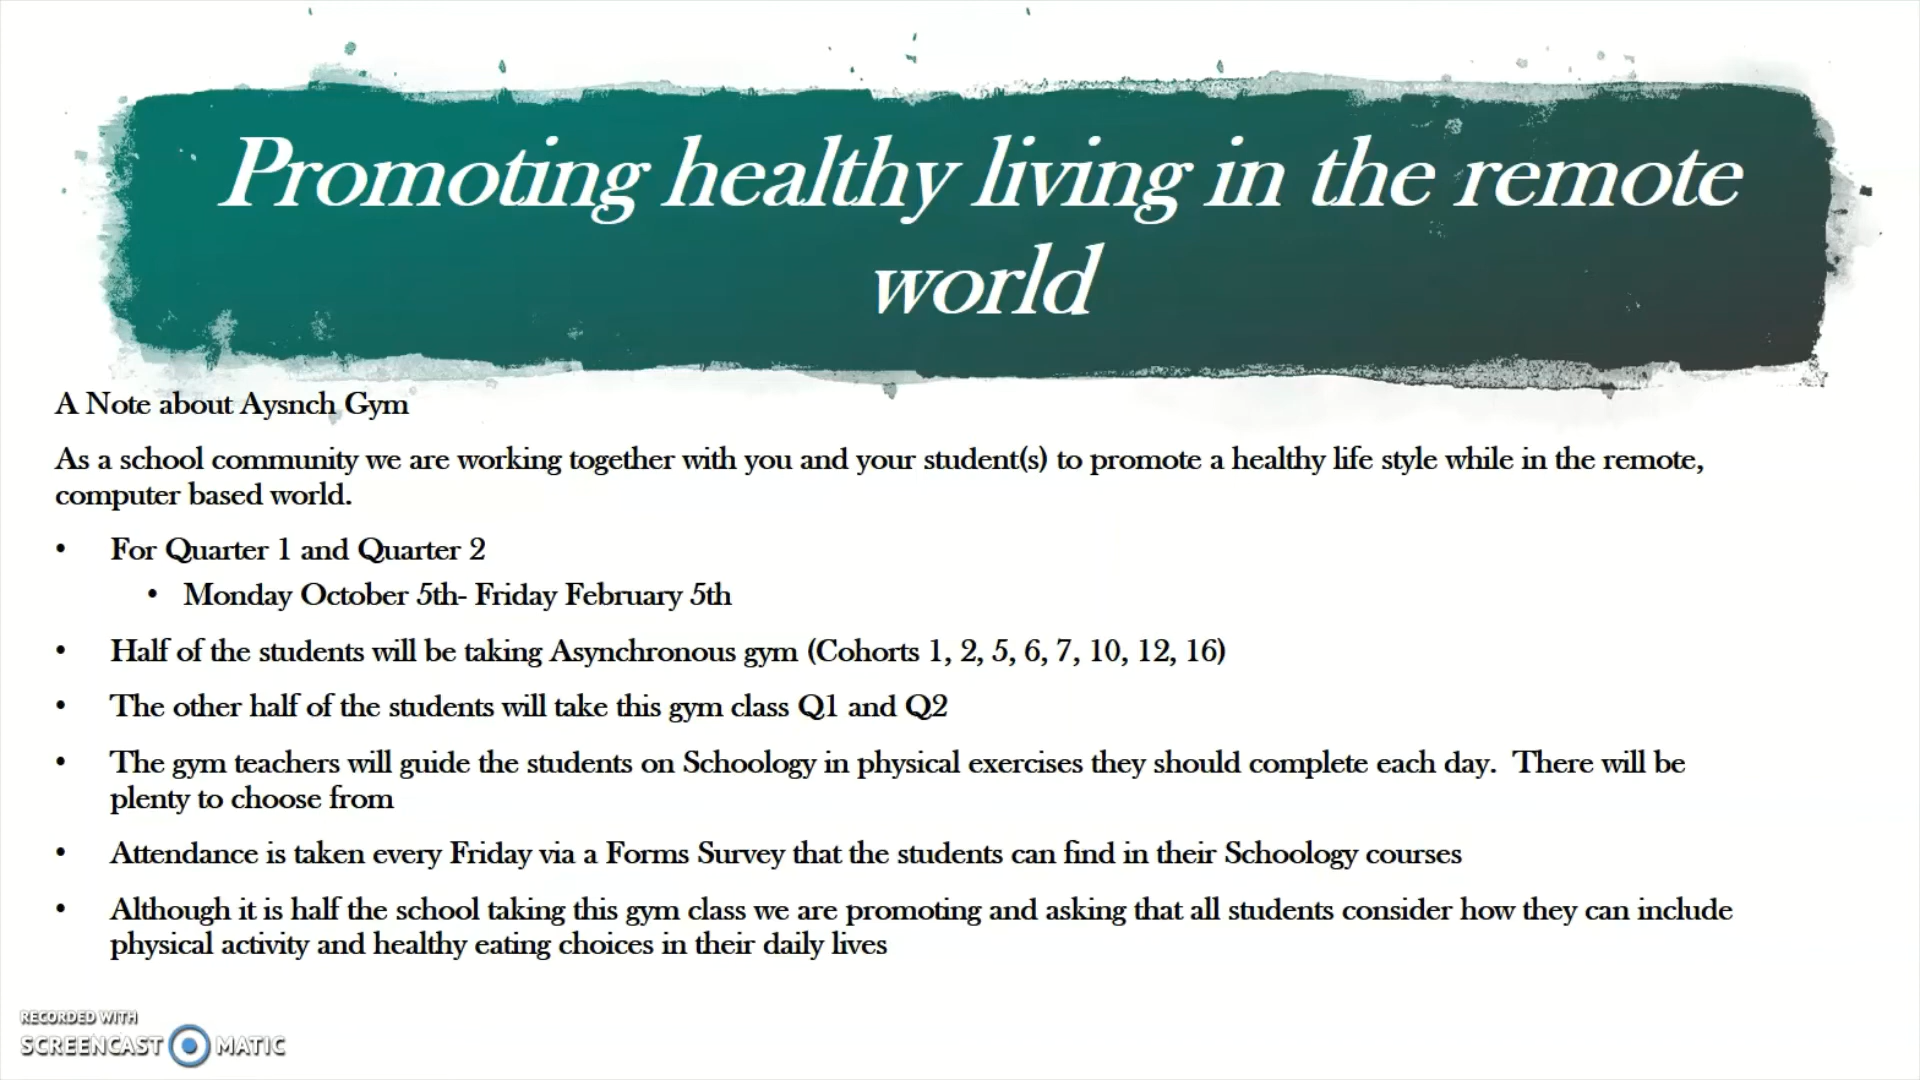 Promoting healthy living in the remote
world
A Note about Aysnch Gym
As a school community we are working together with you and your student(s) to promote a healthy life style while in the remote,
computer based world.
• For Quarter 1 and Quarter 2
• Monday October 5th- Friday February 5th
• Half of the students will be taking Asynchronous gym (Cohorts 1, 2, 5, 6, 7, 10, 12, 16)
• The other half of the students will take this gym class Q1 and Q2
• The gym teachers will guide the students on Schoology in physical exercises they should complete each day.  There will be
plenty to choose from
• Attendance is taken every Friday via a Forms Survey that the students can find in their Schoology courses
• Although it is half the school taking this gym class we are promoting and asking that all students consider how they can include
physical activity and healthy eating choices in their daily lives
RECORDED WITH
SCREENCAST MATIC